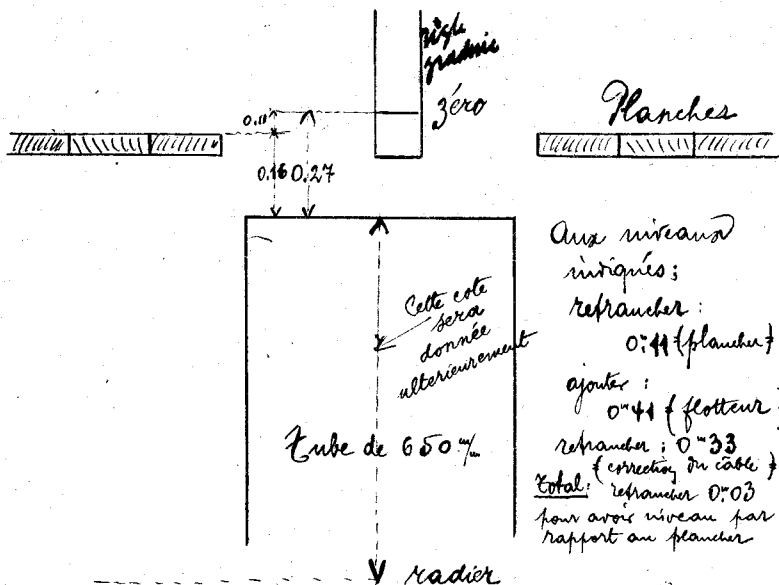 règle
graduée
zéro
Planches
0.11
0.16 0.27
Aux niveaux
indiqués ;
retrancher :
0m11 (plancher)
ajouter :
0m41 (flotteur)
retrancher : 0m33
(correction du câble)
Total : retrancher 0m03
pour avoir niveau par
rapport au plancher
Cette cote
sera
donnée
ultérieurement
Tube de 650 m/m
radier